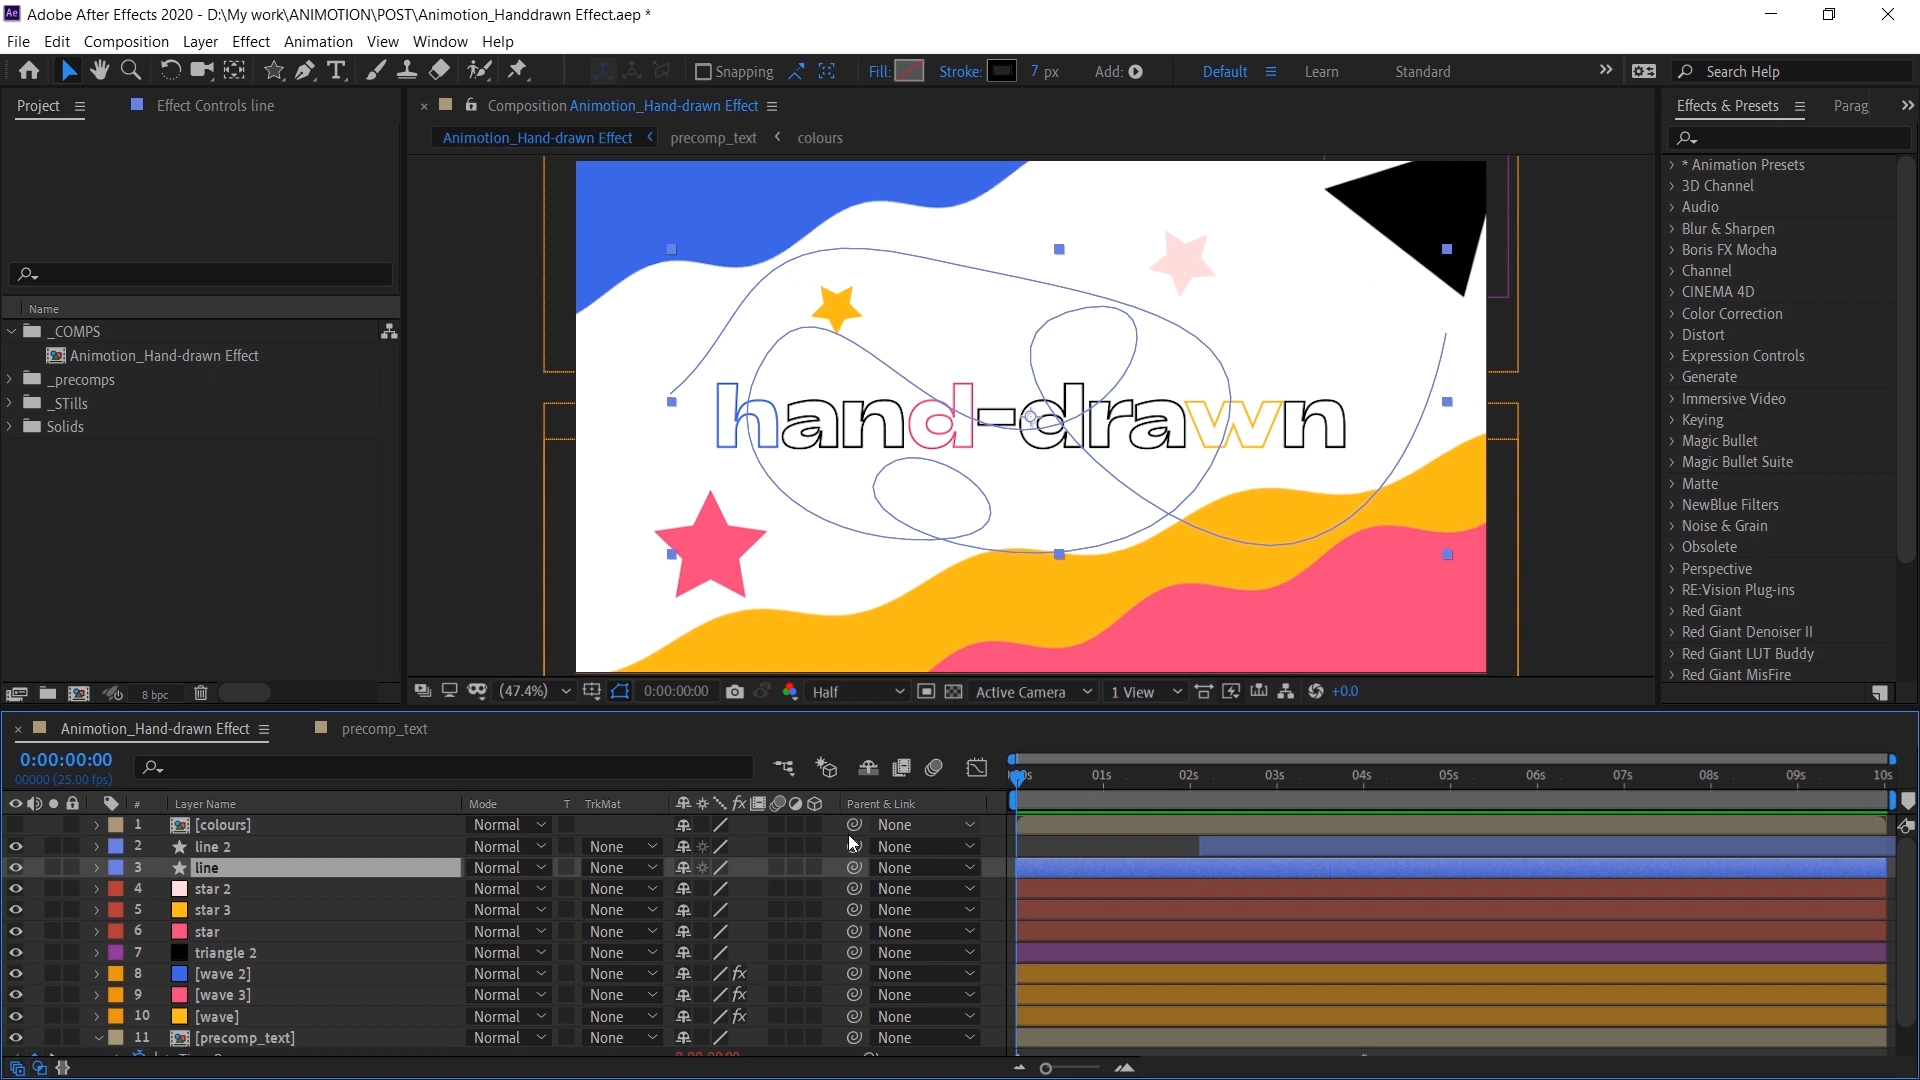 Ae Adobe After Effects 2020 - D:\My work\ANIMOTION\POST\Animotion_Handdrawn Effect.aep *
File Edit Composition Layer Effect Animation View Window Help
Snapping Fill: Stroke: 7 px Add: Default Learn Standard Search Help
Project Effect Controls line
Composition Animotion_Hand-drawn Effect
Effects & Presets Parag
Animotion_Hand-drawn Effect precomp_text colours
* Animation Presets
3D Channel
Audio
Blur & Sharpen
Boris FX Mocha
Channel
CINEMA 4D
Color Correction
Distort
Expression Controls
Generate
Immersive Video
Keying
Magic Bullet
Magic Bullet Suite
Matte
NewBlue Filters
Noise & Grain
Obsolete
Perspective
RE:Vision Plug-ins
Red Giant
Red Giant Denoiser II
Red Giant LUT Buddy
Red Giant MisFire
Name
_COMPS
Animotion_Hand-drawn Effect
_precomps
_STills
Solids
hand-drawn
8 bpc
(47.4%) 0:00:00:00 Half Active Camera 1 View +0.0
Animotion_Hand-drawn Effect precomp_text
0:00:00:00
00000 (25.00 fps)
01s 02s 03s 04s 05s 06s 07s 08s 09s 10s
# Layer Name Mode T TrkMat fx Parent & Link
1 [colours] Normal None
2 line 2 Normal None None
3 line Normal None None
4 star 2 Normal None None
5 star 3 Normal None None
6 star Normal None None
7 triangle 2 Normal None None
8 [wave 2] Normal None fx None
9 [wave 3] Normal None fx None
10 [wave] Normal None fx None
11 [precomp_text] Normal None None